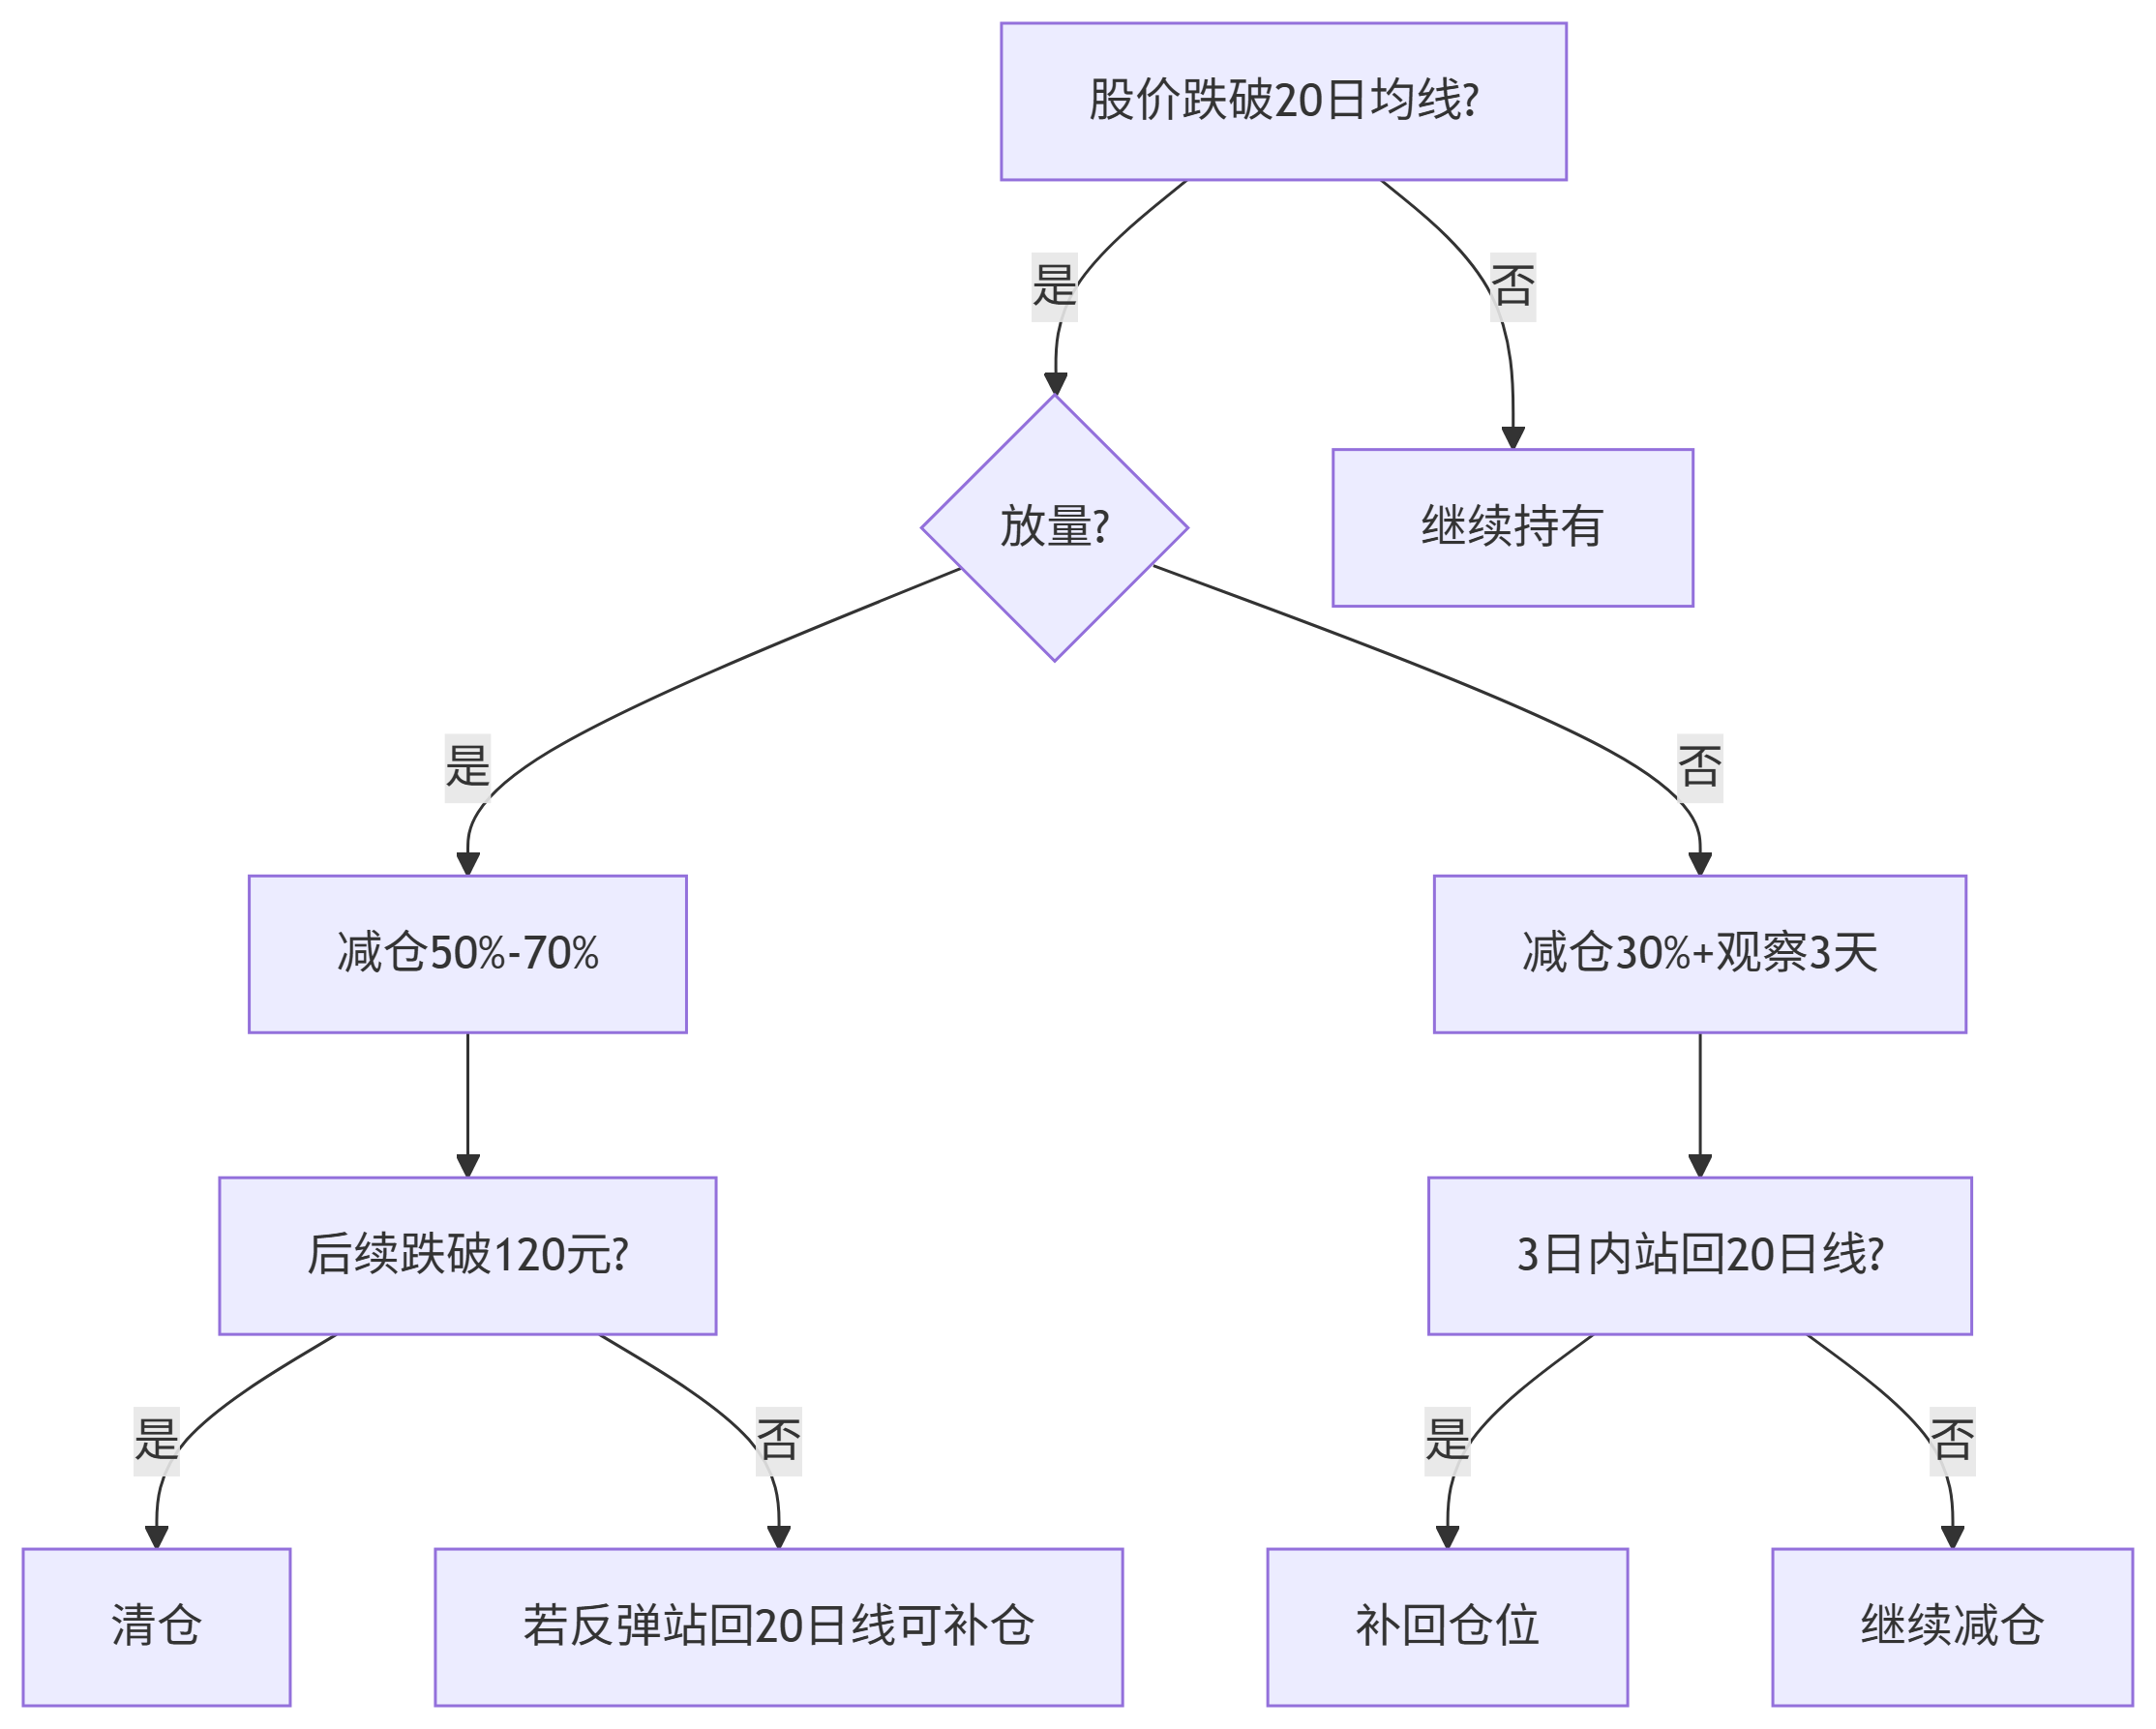 股价跌破20日均线?
是
否
放量?
继续持有
是
否
减仓50%-70%
减仓30%+观察3天
后续跌破120元?
3日内站回20日线?
是
否
是
否
清仓
若反弹站回20日线可补仓
补回仓位
继续减仓